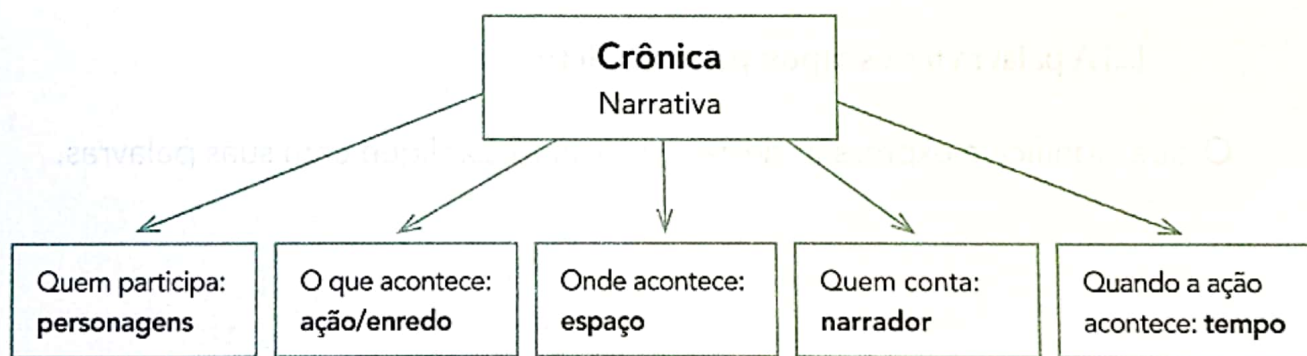 Crônica
Narrativa
Quem participa:
personagens
O que acontece:
ação/enredo
Onde acontece:
espaço
Quem conta:
narrador
Quando a ação
acontece: tempo